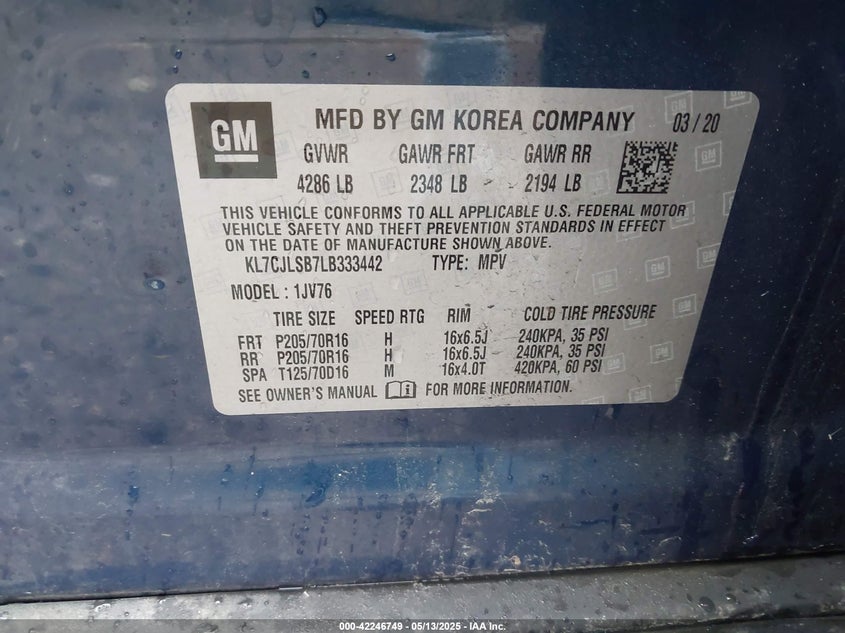 GM
MFD BY GM KOREA COMPANY 03 / 20
GVWR GAWR FRT GAWR RR
4286 LB 2348 LB 2194 LB
THIS VEHICLE CONFORMS TO ALL APPLICABLE U.S. FEDERAL MOTOR
VEHICLE SAFETY AND THEFT PREVENTION STANDARDS IN EFFECT
ON THE DATE OF MANUFACTURE SHOWN ABOVE.
KL7CJLSB7LB333442 TYPE: MPV
MODEL : 1JV76
TIRE SIZE SPEED RTG RIM COLD TIRE PRESSURE
FRT P205/70R16 H 16x6.5J 240KPA, 35 PSI
RR P205/70R16 H 16x6.5J 240KPA, 35 PSI
SPA T125/70D16 M 16x4.0T 420KPA, 60 PSI
SEE OWNER'S MANUAL FOR MORE INFORMATION.
000-42246749 - 05/13/2025 - IAA Inc.